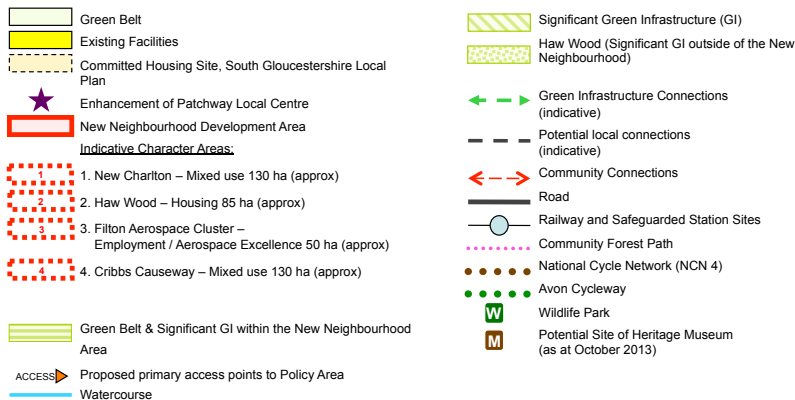 Green Belt
Existing Facilities
Committed Housing Site, South Gloucestershire Local
Plan
Enhancement of Patchway Local Centre
New Neighbourhood Development Area
Indicative Character Areas:
1
1. New Charlton – Mixed use 130 ha (approx)
2
2. Haw Wood – Housing 85 ha (approx)
3
3. Filton Aerospace Cluster –
Employment / Aerospace Excellence 50 ha (approx)
4
4. Cribbs Causeway – Mixed use 130 ha (approx)
Green Belt & Significant GI within the New Neighbourhood
Area
ACCESS
Proposed primary access points to Policy Area
Watercourse
Significant Green Infrastructure (GI)
Haw Wood (Significant GI outside of the New
Neighbourhood)
Green Infrastructure Connections
(indicative)
Potential local connections
(indicative)
Community Connections
Road
Railway and Safeguarded Station Sites
Community Forest Path
National Cycle Network (NCN 4)
Avon Cycleway
W
Wildlife Park
M
Potential Site of Heritage Museum
(as at October 2013)